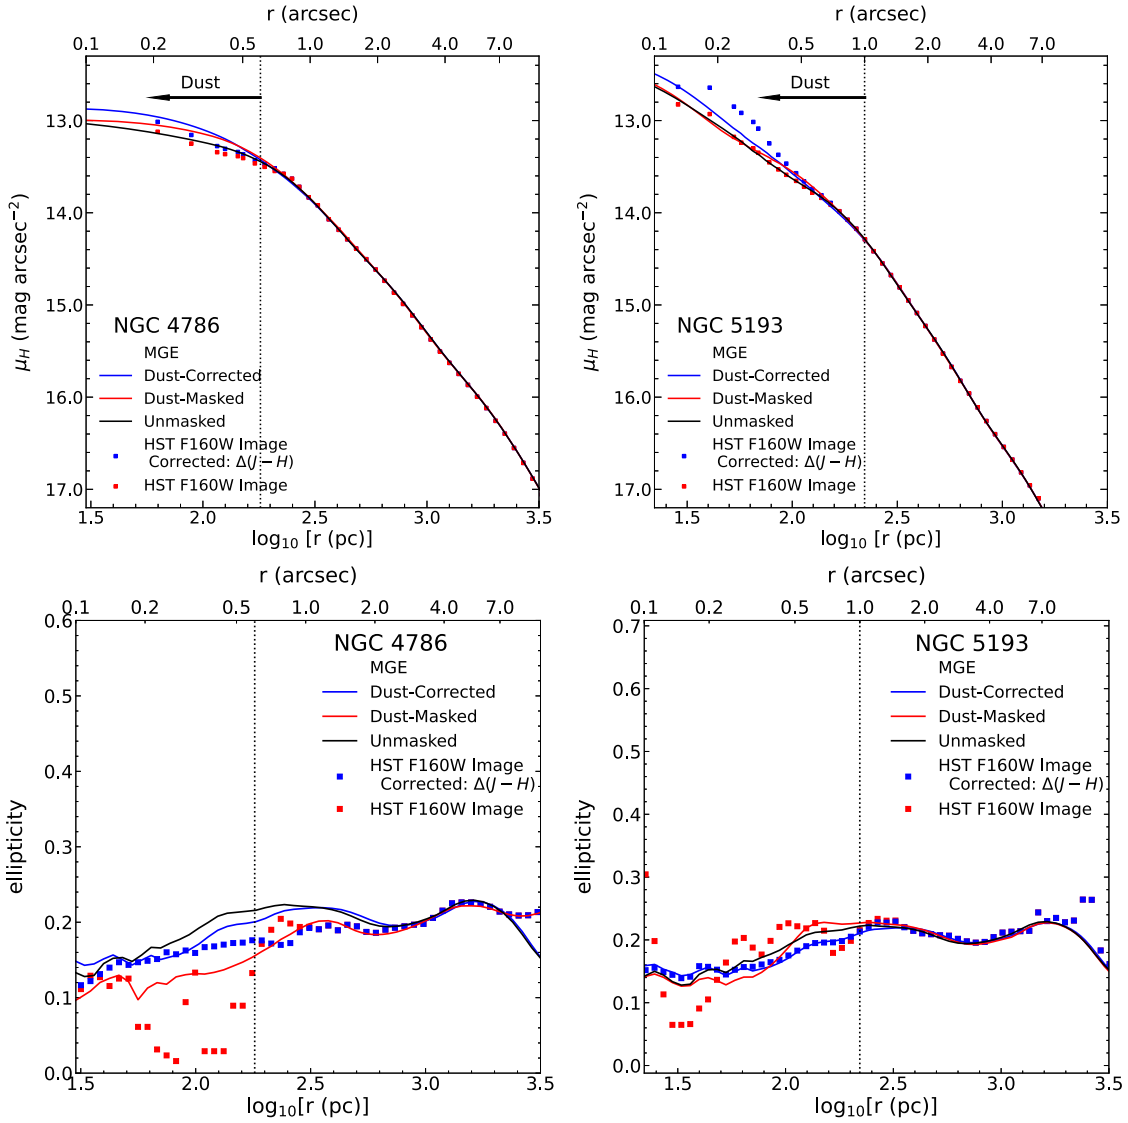 r (arcsec)
0.1 0.2 0.5 1.0 2.0 4.0 7.0
Dust
13.0
14.0
15.0
16.0
17.0
μH (mag arcsec−2)
NGC 4786
MGE
Dust-Corrected
Dust-Masked
Unmasked
HST F160W Image
Corrected: Δ(J−H)
HST F160W Image
1.5 2.0 2.5 3.0 3.5
log10 [r (pc)]
r (arcsec)
0.1 0.2 0.5 1.0 2.0 4.0 7.0
Dust
13.0
14.0
15.0
16.0
17.0
μH (mag arcsec−2)
NGC 5193
MGE
Dust-Corrected
Dust-Masked
Unmasked
HST F160W Image
Corrected: Δ(J−H)
HST F160W Image
1.5 2.0 2.5 3.0 3.5
log10 [r (pc)]
r (arcsec)
0.1 0.2 0.5 1.0 2.0 4.0 7.0
0.6
0.5
0.4
0.3
0.2
0.1
0.0
ellipticity
NGC 4786
MGE
Dust-Corrected
Dust-Masked
Unmasked
HST F160W Image
Corrected: Δ(J−H)
HST F160W Image
1.5 2.0 2.5 3.0 3.5
log10[r (pc)]
r (arcsec)
0.1 0.2 0.5 1.0 2.0 4.0 7.0
0.7
0.6
0.5
0.4
0.3
0.2
0.1
0.0
ellipticity
NGC 5193
MGE
Dust-Corrected
Dust-Masked
Unmasked
HST F160W Image
Corrected: Δ(J−H)
HST F160W Image
1.5 2.0 2.5 3.0 3.5
log10[r (pc)]